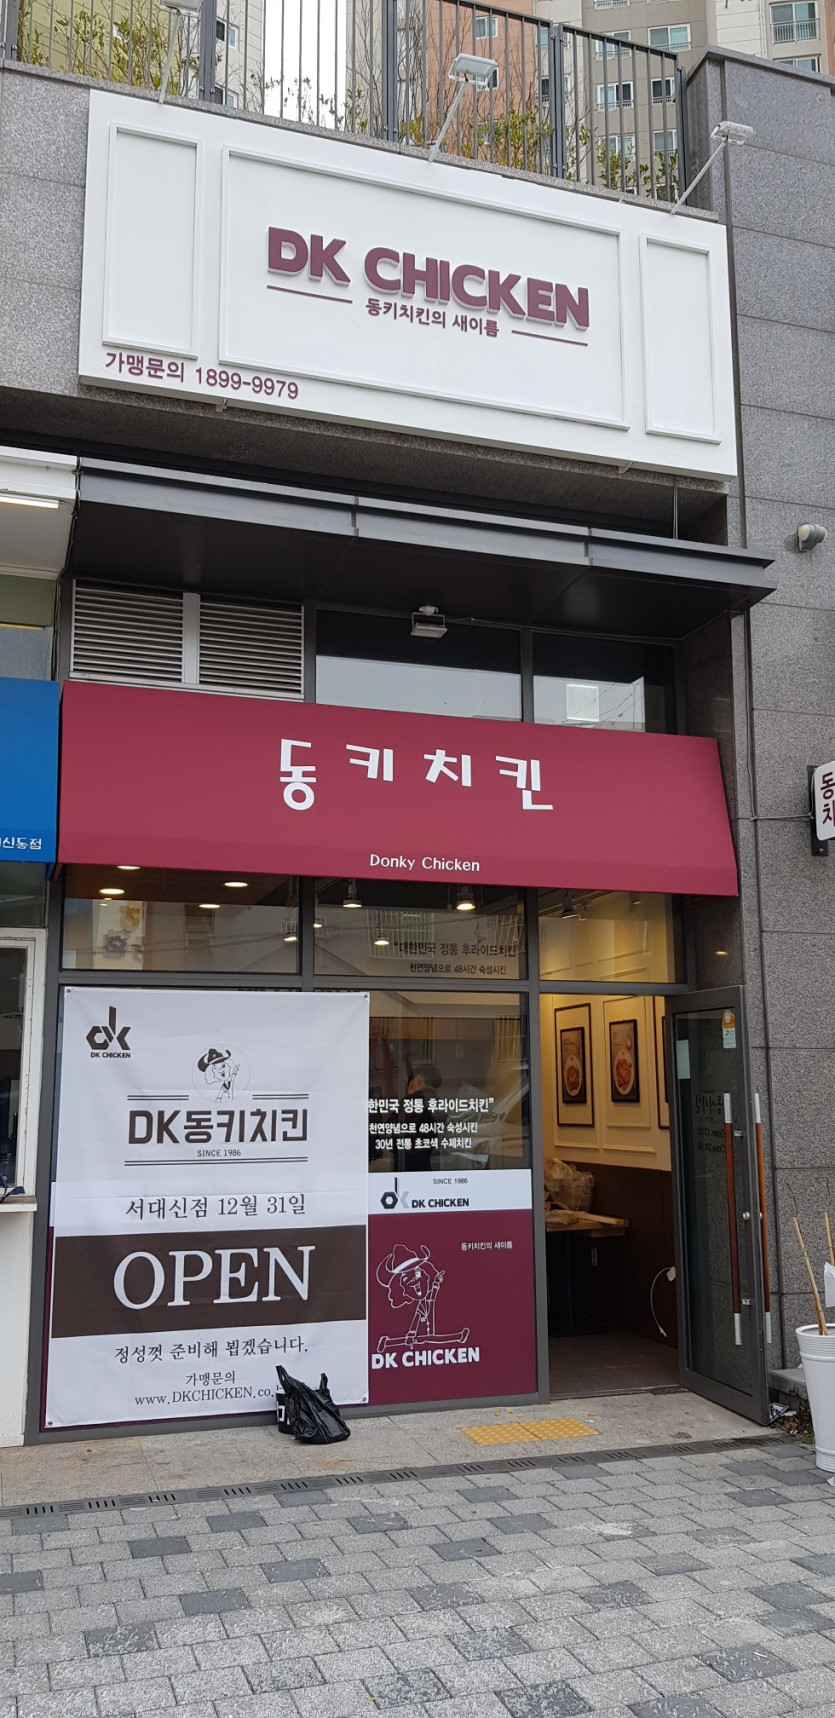 DK CHICKEN
동키치킨의 새이름
가맹문의 1899-9979
동키치킨
Donky Chicken
신동점
동
치
"대한민국 정통 후라이드치킨"
천연양념으로 48시간 숙성시킨
dk
DK CHICKEN
DK동키치킨
SINCE 1986
서대신점 12월 31일
OPEN
정성껏 준비해 뵙겠습니다.
가맹문의
www.DKCHICKEN.co.
한민국 정통 후라이드치킨"
천연양념으로 48시간 숙성시킨
30년 전통 초코색 수제치킨
SINCE 1986
dk DK CHICKEN
동키치킨의 새이름
DK CHICKEN